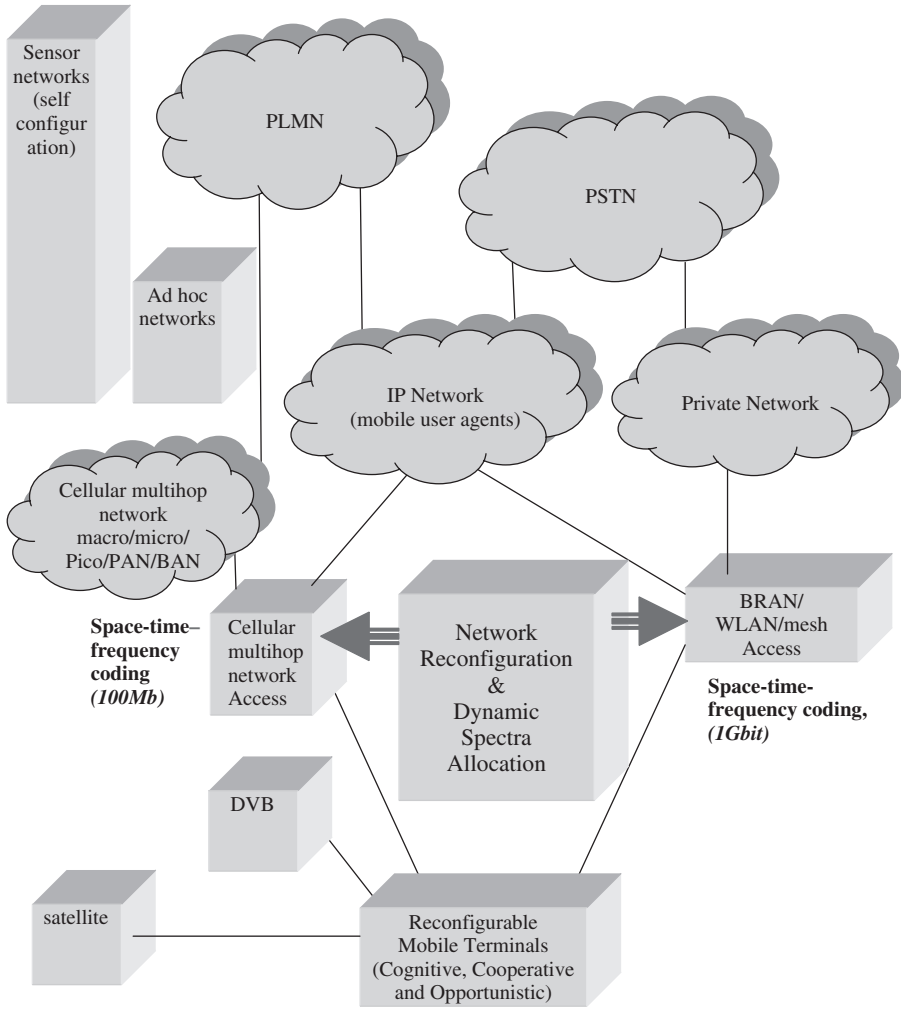 Sensor
networks
(self
configur
ation)
PLMN
PSTN
Ad hoc
networks
IP Network
(mobile user agents)
Private Network
Cellular multihop
network
macro/micro/
Pico/PAN/BAN
Space-time–
frequency
coding
(100Mb)
Cellular
multihop
network
Access
Network
Reconfiguration
&
Dynamic
Spectra
Allocation
BRAN/
WLAN/mesh
Access
Space-time-
frequency coding,
(1Gbit)
DVB
satellite
Reconfigurable
Mobile Terminals
(Cognitive, Cooperative
and Opportunistic)